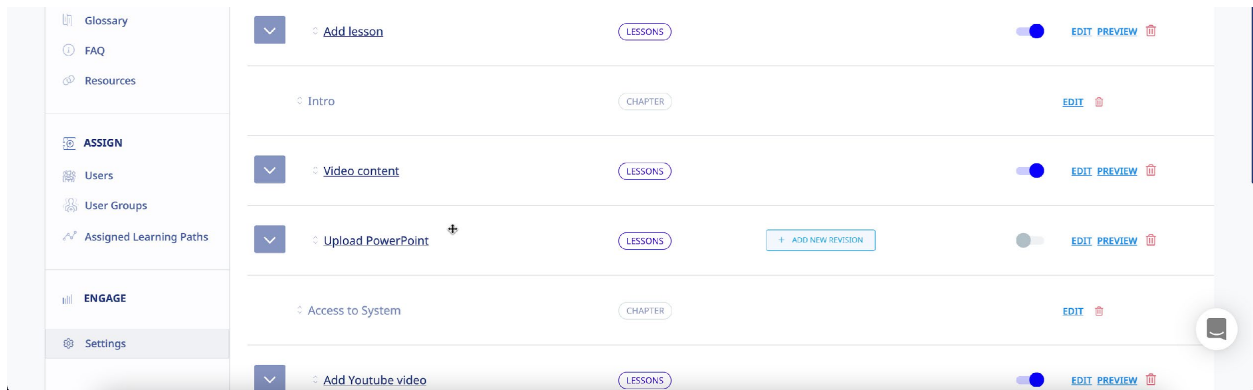 Glossary
FAQ
Resources
ASSIGN
Users
User Groups
Assigned Learning Paths
ENGAGE
Settings
Add lesson LESSONS EDIT PREVIEW
Intro CHAPTER EDIT
Video content LESSONS EDIT PREVIEW
Upload PowerPoint LESSONS + ADD NEW REVISION EDIT PREVIEW
Access to System CHAPTER EDIT
Add Youtube video LESSONS EDIT PREVIEW